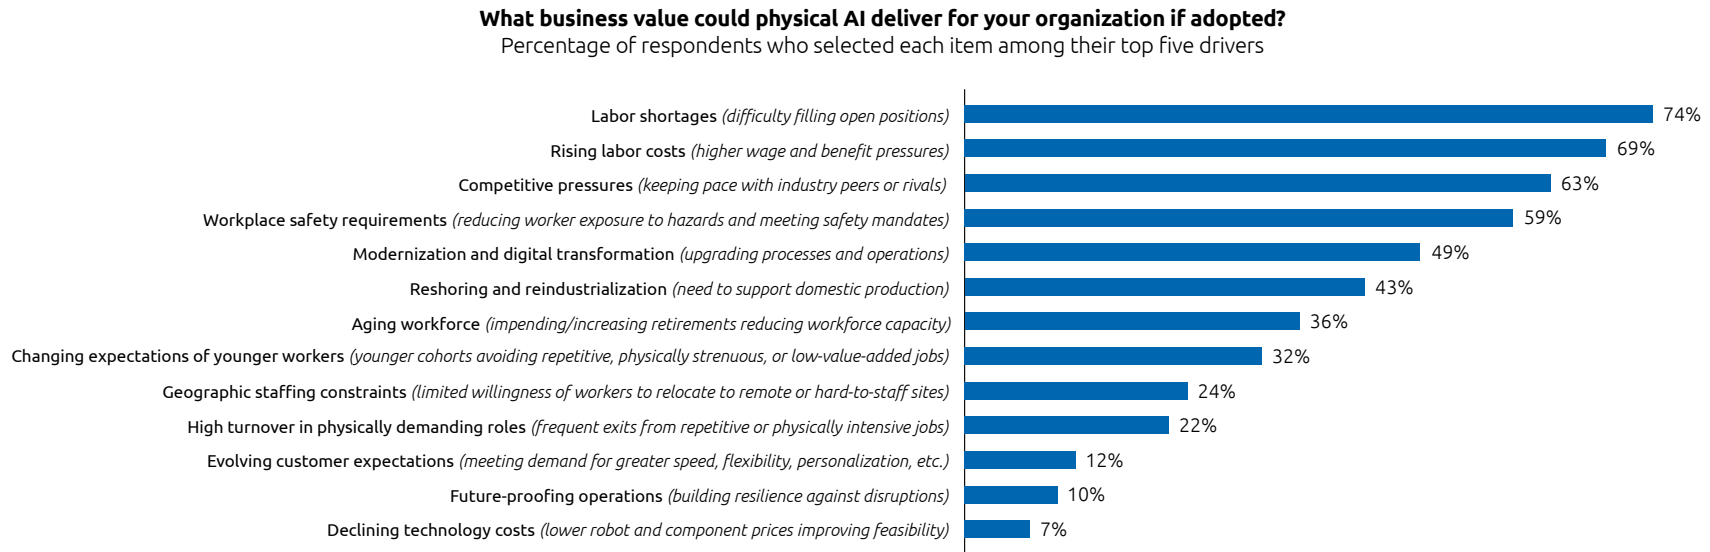 What business value could physical AI deliver for your organization if adopted?
Percentage of respondents who selected each item among their top five drivers
Labor shortages (difficulty filling open positions) 74%
Rising labor costs (higher wage and benefit pressures) 69%
Competitive pressures (keeping pace with industry peers or rivals) 63%
Workplace safety requirements (reducing worker exposure to hazards and meeting safety mandates) 59%
Modernization and digital transformation (upgrading processes and operations) 49%
Reshoring and reindustrialization (need to support domestic production) 43%
Aging workforce (impending/increasing retirements reducing workforce capacity) 36%
Changing expectations of younger workers (younger cohorts avoiding repetitive, physically strenuous, or low-value-added jobs) 32%
Geographic staffing constraints (limited willingness of workers to relocate to remote or hard-to-staff sites) 24%
High turnover in physically demanding roles (frequent exits from repetitive or physically intensive jobs) 22%
Evolving customer expectations (meeting demand for greater speed, flexibility, personalization, etc.) 12%
Future-proofing operations (building resilience against disruptions) 10%
Declining technology costs (lower robot and component prices improving feasibility) 7%